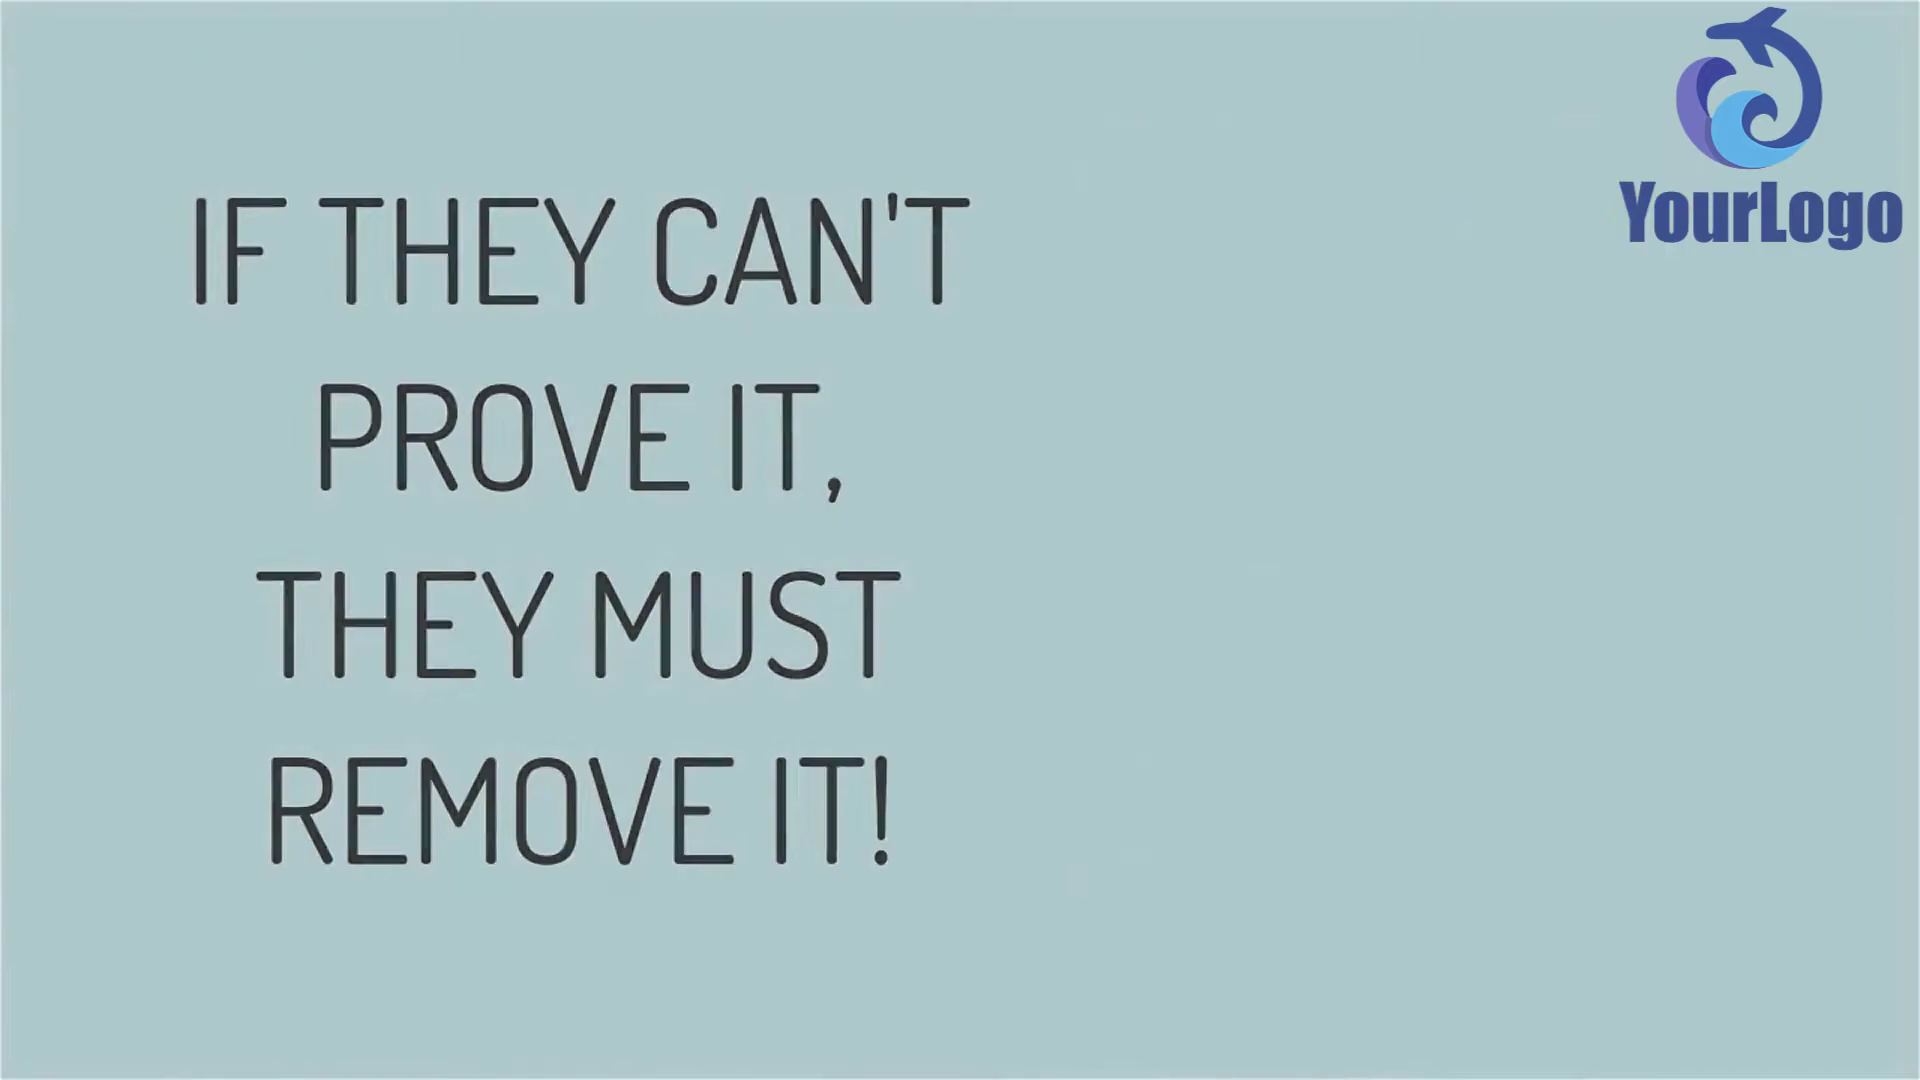 IF THEY CAN'T
PROVE IT,
THEY MUST
REMOVE IT!
YourLogo